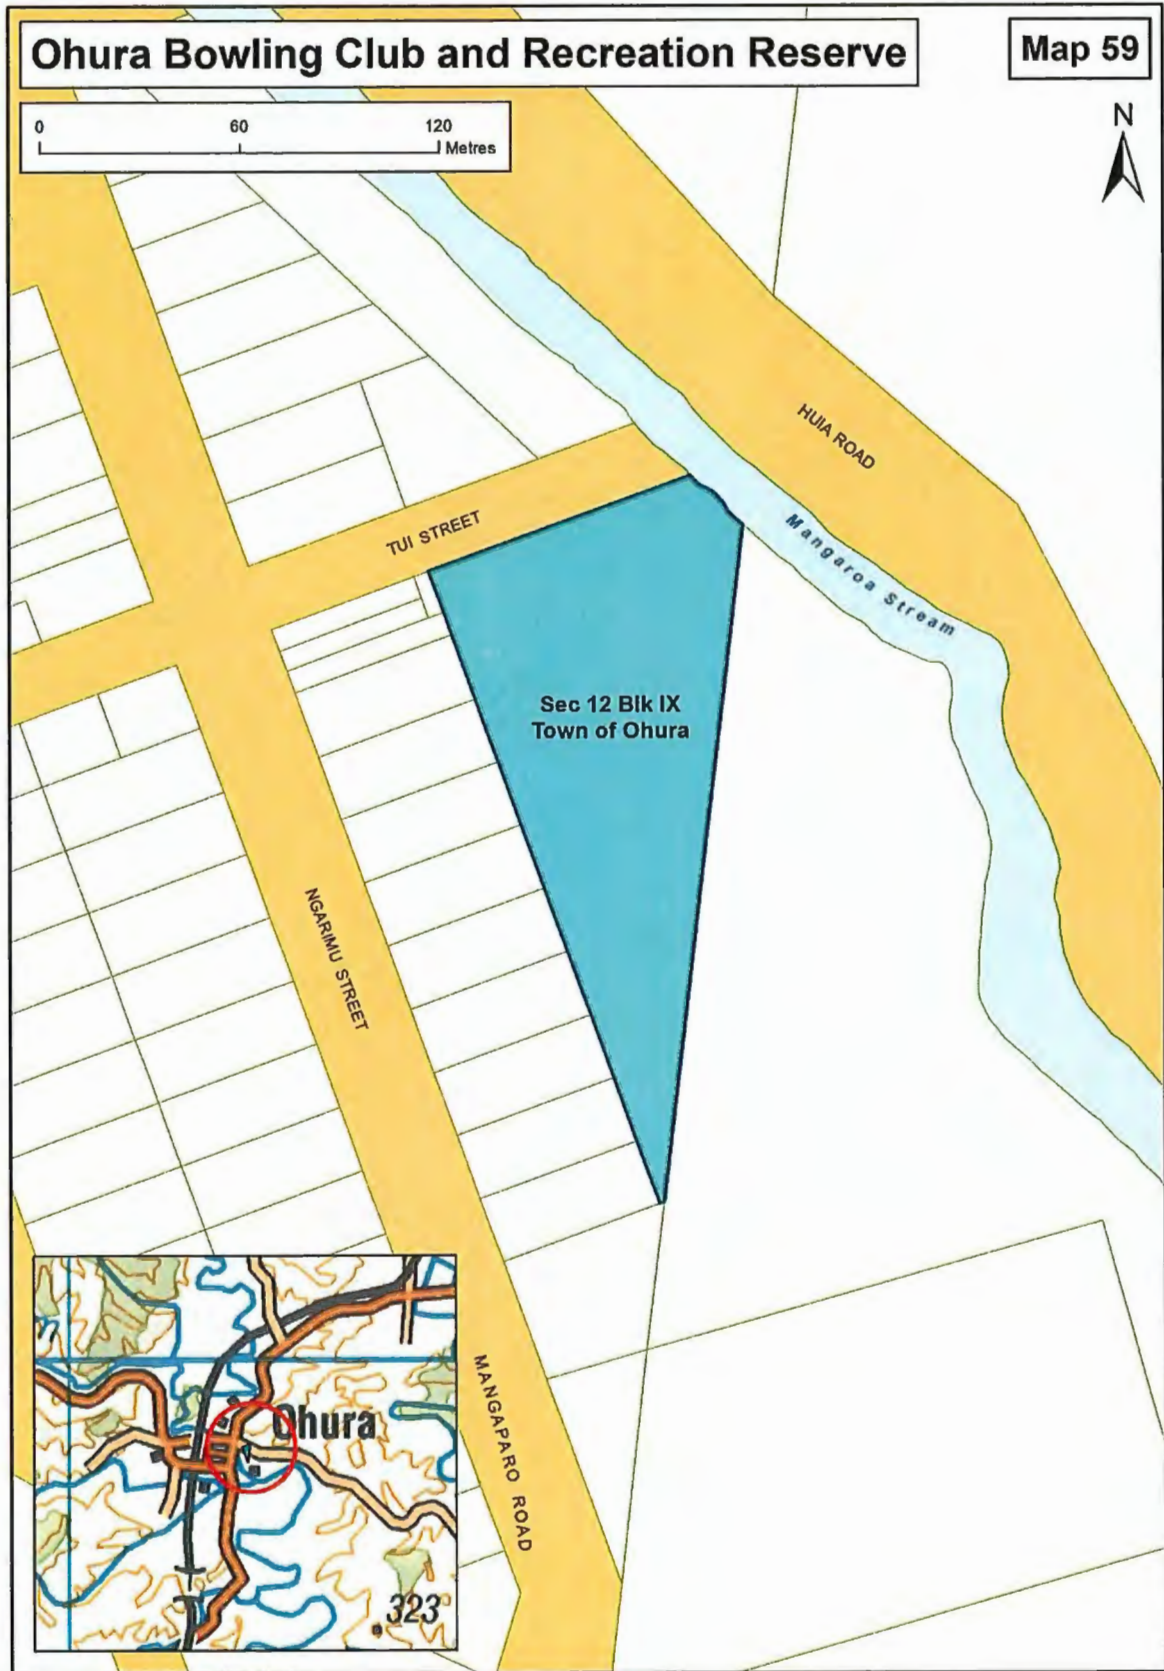 Ohura Bowling Club and Recreation Reserve
Map 59
0 60 120
Metres
N
HUIA ROAD
TUI STREET
Mangaroa Stream
Sec 12 Blk IX
Town of Ohura
NGARIMU STREET
MANGAPARO ROAD
Ohura
323